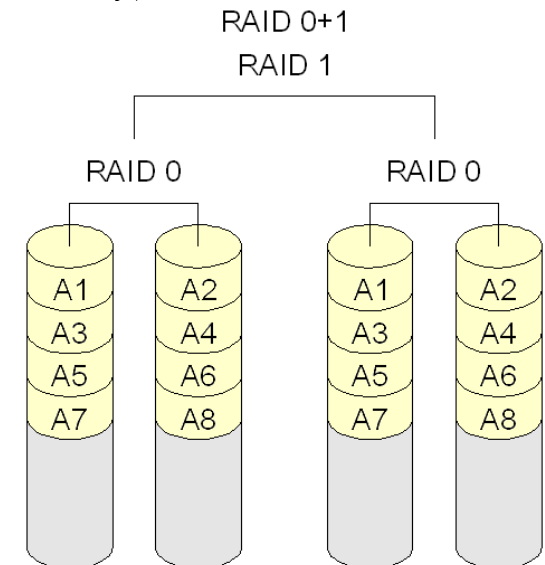 RAID 0+1
RAID 1
RAID 0 RAID 0
A1 A2 A1 A2
A3 A4 A3 A4
A5 A6 A5 A6
A7 A8 A7 A8